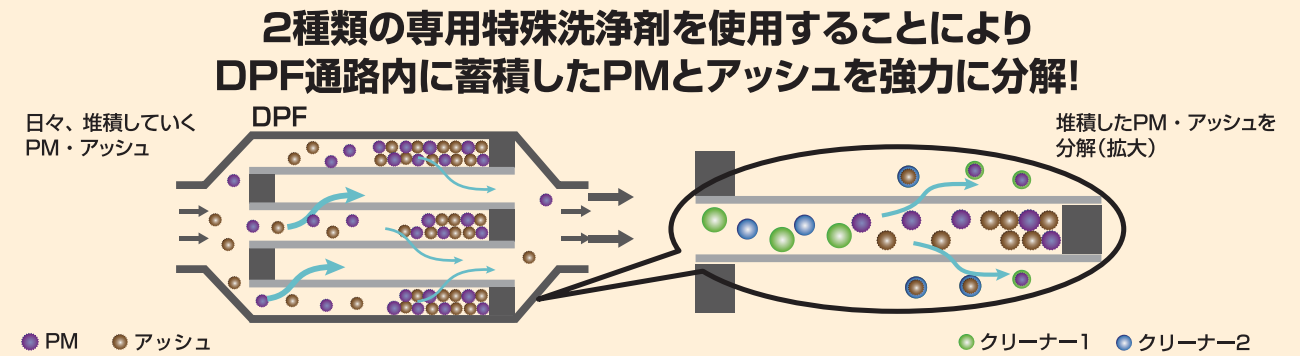 2種類の専用特殊洗浄剤を使用することにより
DPF通路内に蓄積したPMとアッシュを強力に分解!
日々、堆積していく
PM・アッシュ
DPF
堆積したPM・アッシュを
分解（拡大）
PM
アッシュ
クリーナー1
クリーナー2